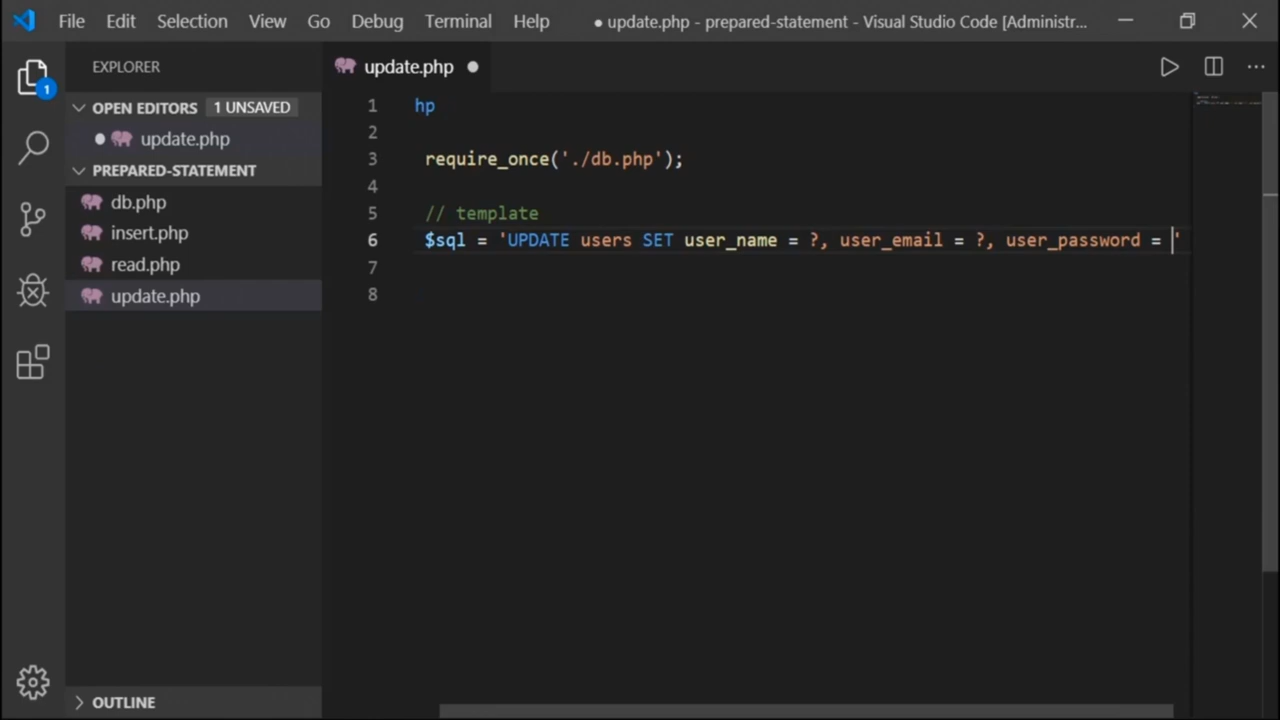 File Edit Selection View Go Debug Terminal Help ● update.php - prepared-statement - Visual Studio Code [Administr...
EXPLORER
OPEN EDITORS 1 UNSAVED
● update.php
PREPARED-STATEMENT
db.php
insert.php
read.php
update.php
OUTLINE
1
update.php ●
1 hp
2
3 require_once('./db.php');
4
5 // template
6 $sql = 'UPDATE users SET user_name = ?, user_email = ?, user_password = '
7
8